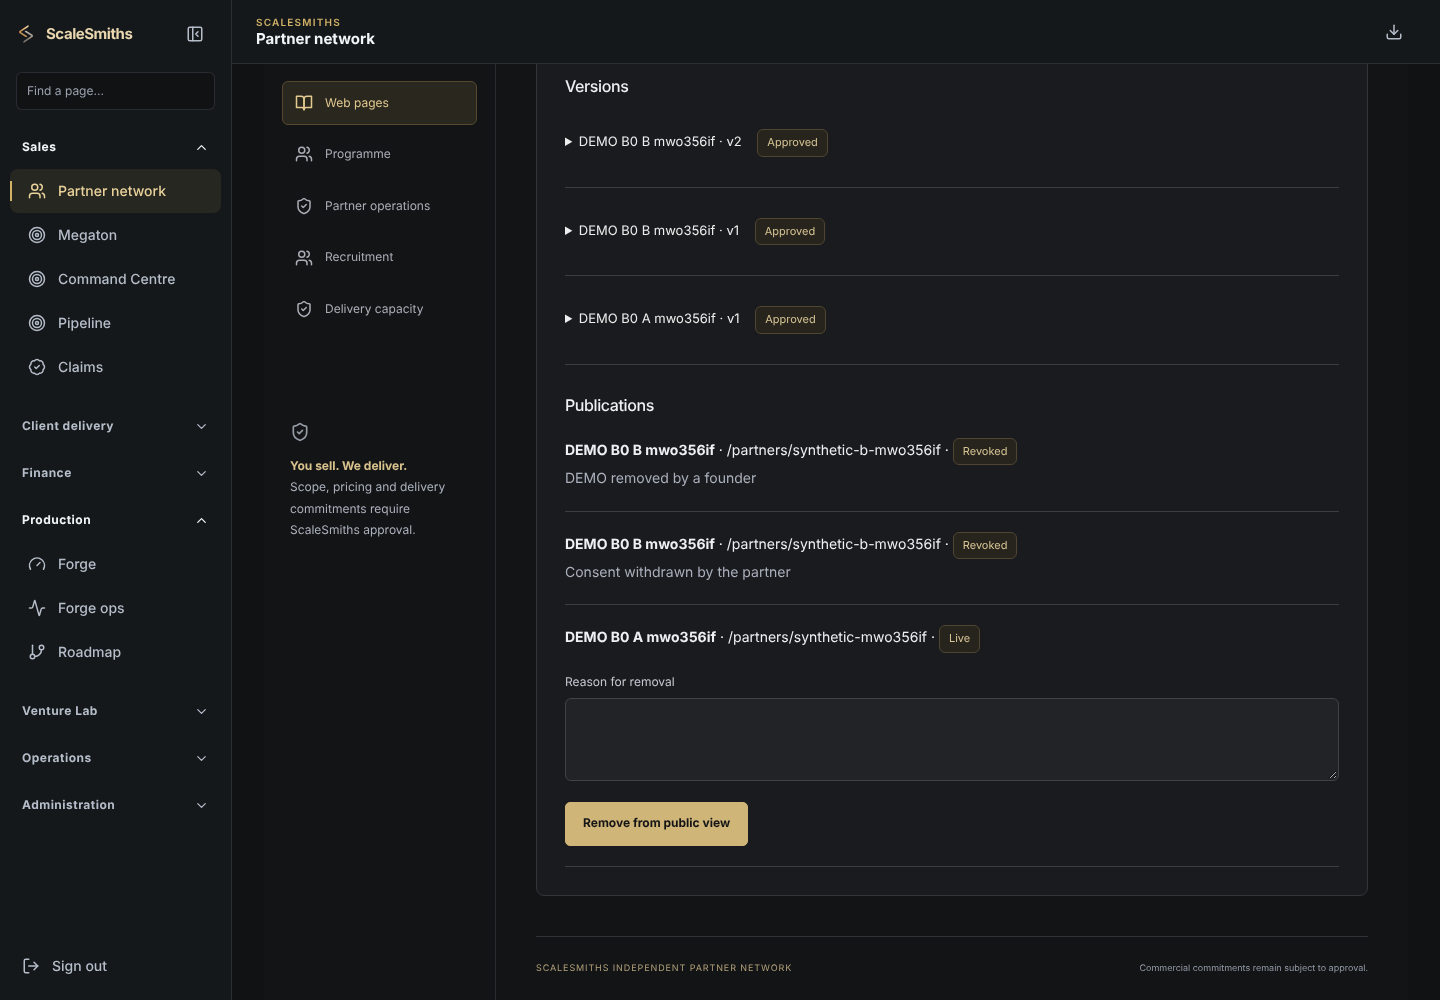 ScaleSmiths
Find a page...
Sales
Partner network
Megaton
Command Centre
Pipeline
Claims
Client delivery
Finance
Production
Forge
Forge ops
Roadmap
Venture Lab
Operations
Administration
Sign out
SCALESMITHS
Partner network
Web pages
Programme
Partner operations
Recruitment
Delivery capacity
You sell. We deliver.
Scope, pricing and delivery
commitments require
ScaleSmiths approval.
Versions
DEMO B0 B mwo356if · v2 Approved
DEMO B0 B mwo356if · v1 Approved
DEMO B0 A mwo356if · v1 Approved
Publications
DEMO B0 B mwo356if · /partners/synthetic-b-mwo356if · Revoked
DEMO removed by a founder
DEMO B0 B mwo356if · /partners/synthetic-b-mwo356if · Revoked
Consent withdrawn by the partner
DEMO B0 A mwo356if · /partners/synthetic-mwo356if · Live
Reason for removal
Remove from public view
SCALESMITHS INDEPENDENT PARTNER NETWORK
Commercial commitments remain subject to approval.